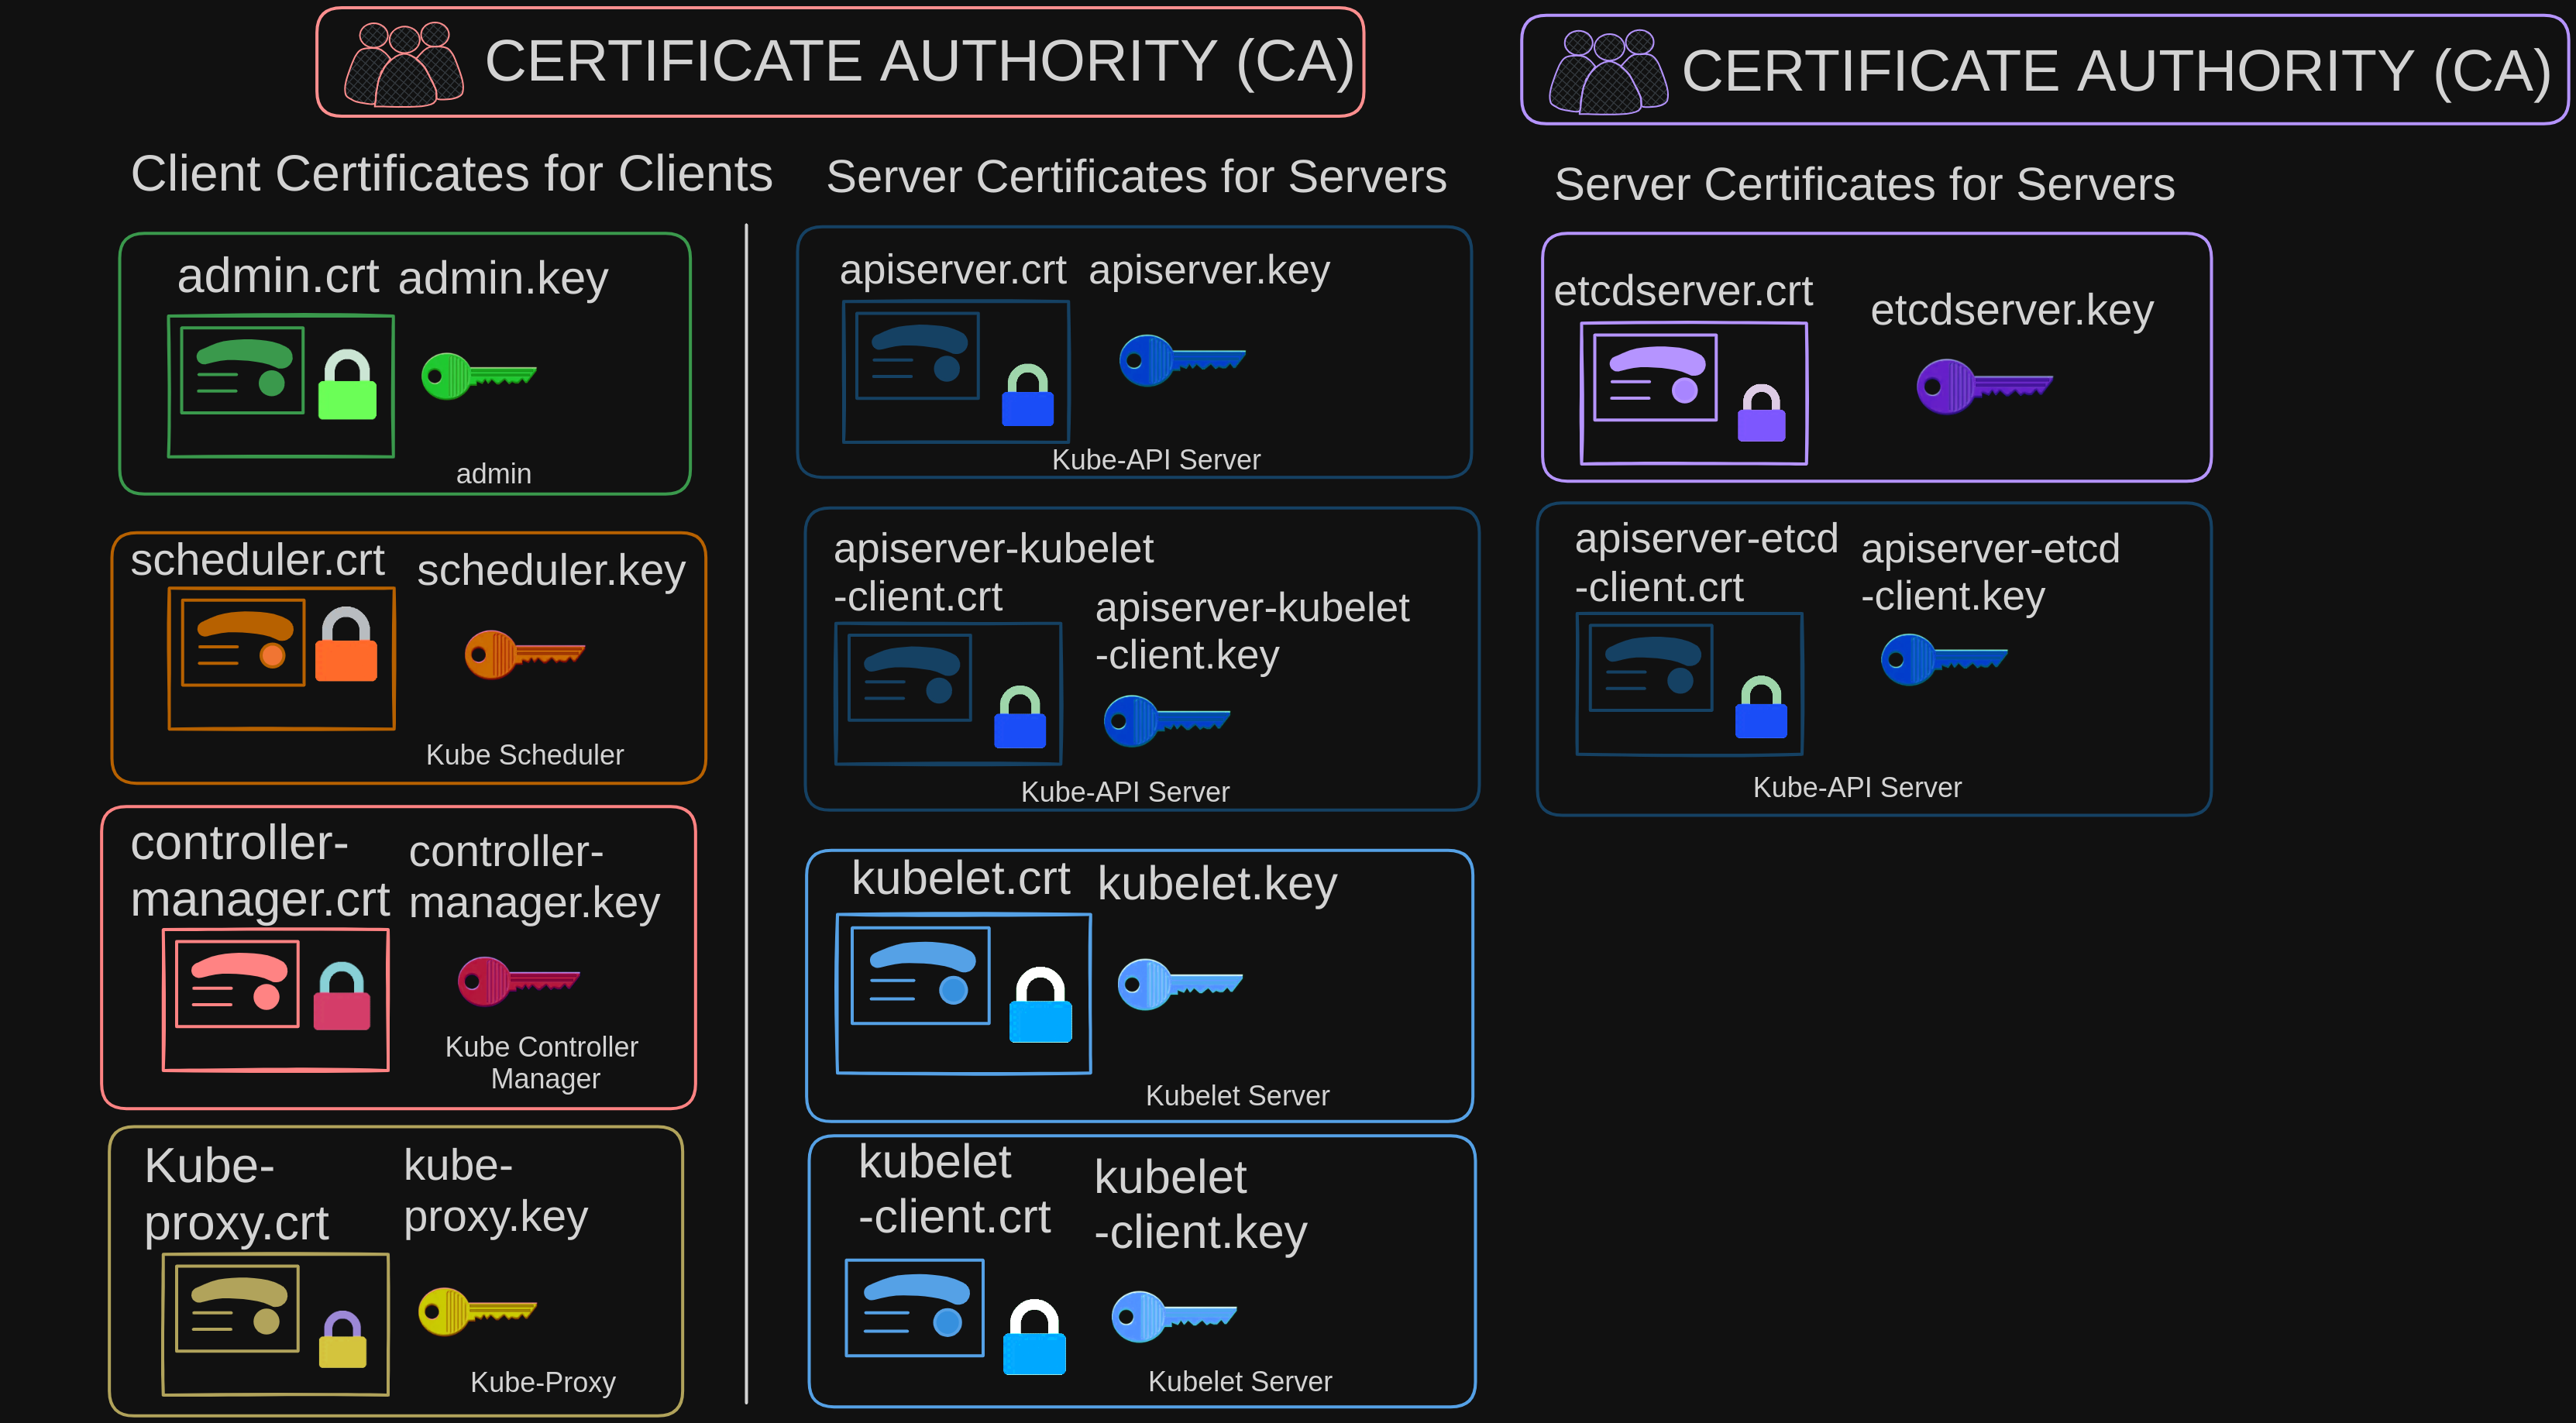 CERTIFICATE AUTHORITY (CA)
CERTIFICATE AUTHORITY (CA)
Client Certificates for Clients
Server Certificates for Servers
Server Certificates for Servers
admin.crt
admin.key
admin
scheduler.crt
scheduler.key
Kube Scheduler
controller-
manager.crt
controller-
manager.key
Kube Controller
Manager
Kube-
proxy.crt
kube-
proxy.key
Kube-Proxy
apiserver.crt
apiserver.key
Kube-API Server
apiserver-kubelet
-client.crt
apiserver-kubelet
-client.key
Kube-API Server
kubelet.crt
kubelet.key
Kubelet Server
kubelet
-client.crt
kubelet
-client.key
Kubelet Server
etcdserver.crt
etcdserver.key
apiserver-etcd
-client.crt
apiserver-etcd
-client.key
Kube-API Server